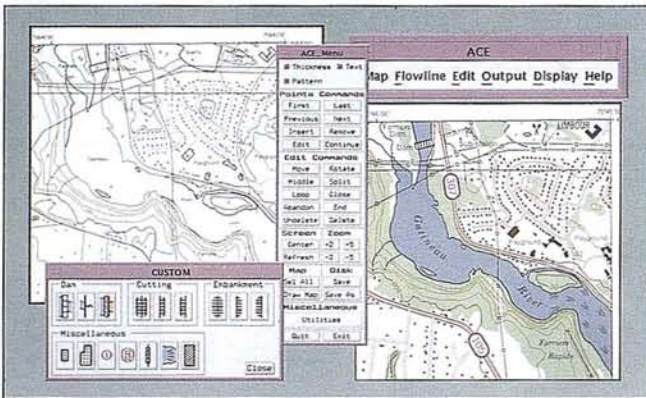 ACE_Menu
Thickness Text
Pattern
Points Commands
First Last
Previous Next
Insert Remove
Edit Continue
Edit Commands
Move Rotate
Middle Split
Loop Close
Abandon End
Undelete Delete
Screen Zoom
Center
Refresh
Map Disk
Sel All Save
Draw Map Save As
Miscellaneous
Utilities
Quit Exit
ACE
Map Flowline Edit Output Display Help
Dam
Gatineau
River
Farmers
Rapids
CUSTOM
Dam Cutting Embankment
Miscellaneous
Close